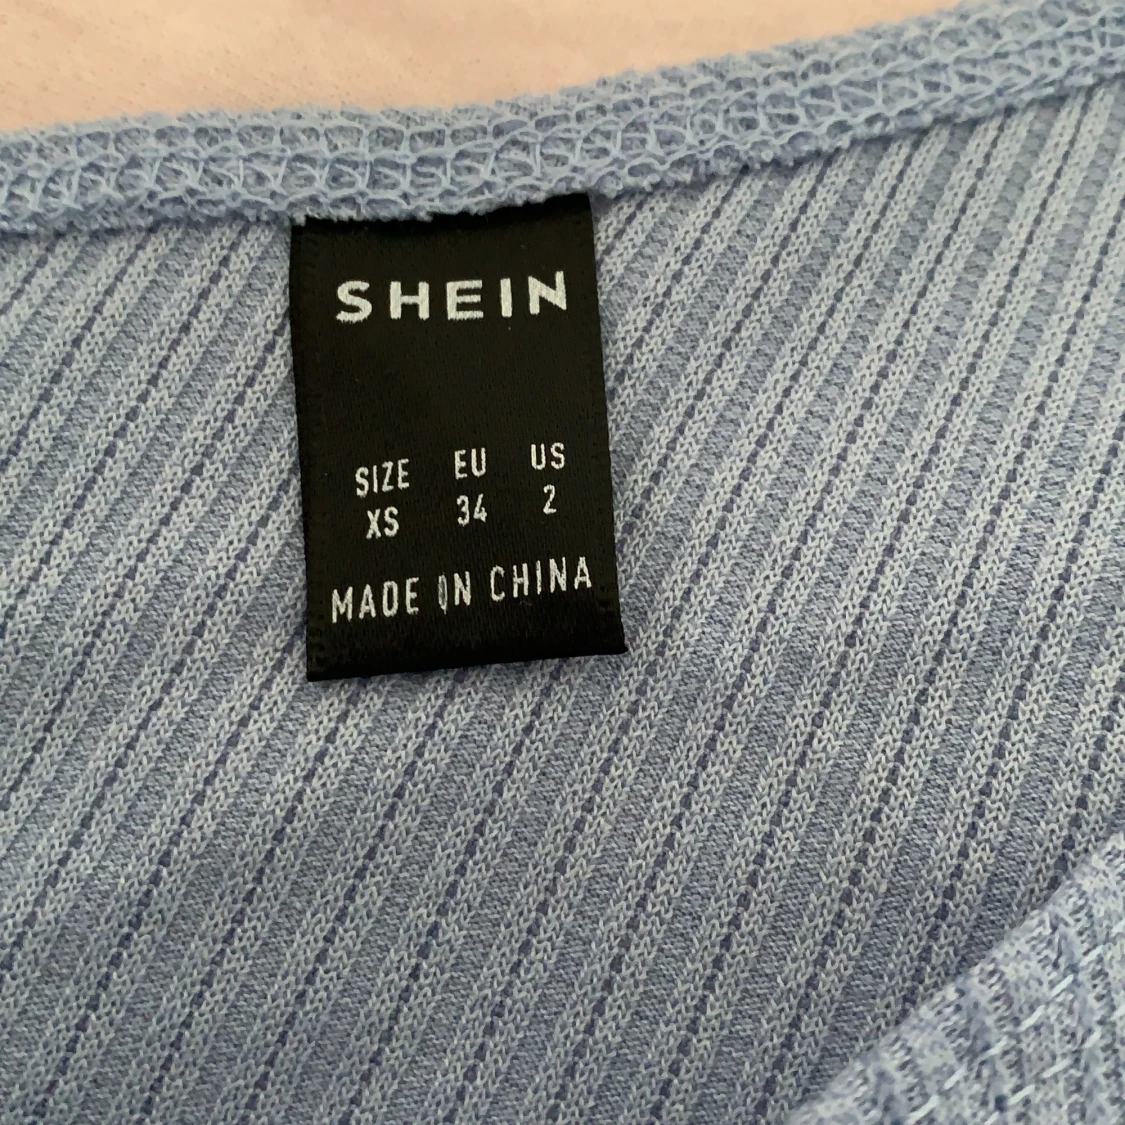 SHEIN
SIZE EU US
XS 34 2
MADE IN CHINA